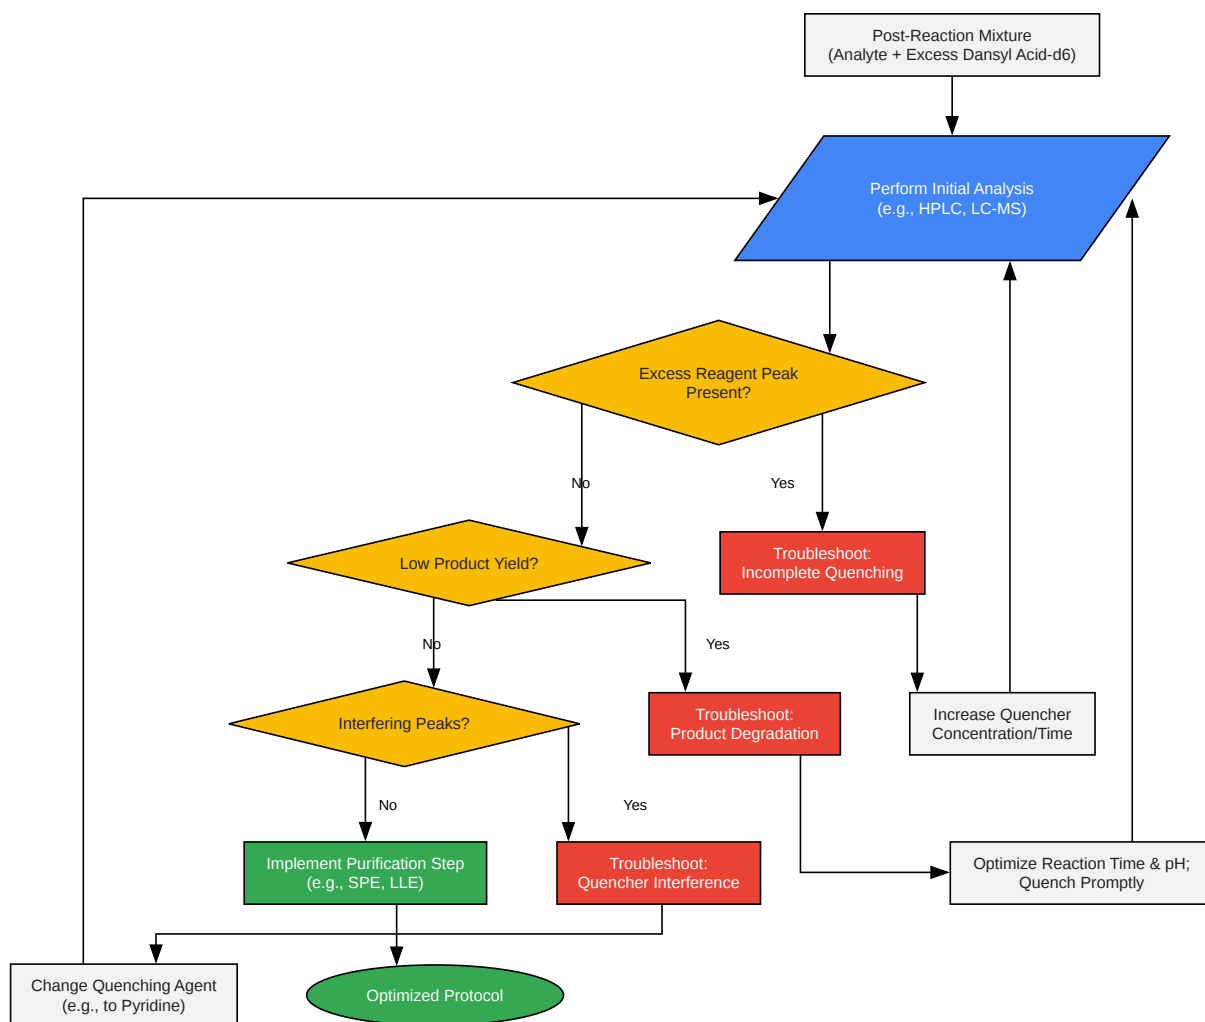 Post-Reaction Mixture
(Analyte + Excess Dansyl Acid-d6)
Perform Initial Analysis
(e.g., HPLC, LC-MS)
Excess Reagent Peak
Present?
No
Yes
Low Product Yield?
Troubleshoot:
Incomplete Quenching
No
Yes
Interfering Peaks?
Troubleshoot:
Product Degradation
Increase Quencher
Concentration/Time
No
Yes
Implement Purification Step
(e.g., SPE, LLE)
Troubleshoot:
Quencher Interference
Optimize Reaction Time & pH;
Quench Promptly
Change Quenching Agent
(e.g., to Pyridine)
Optimized Protocol